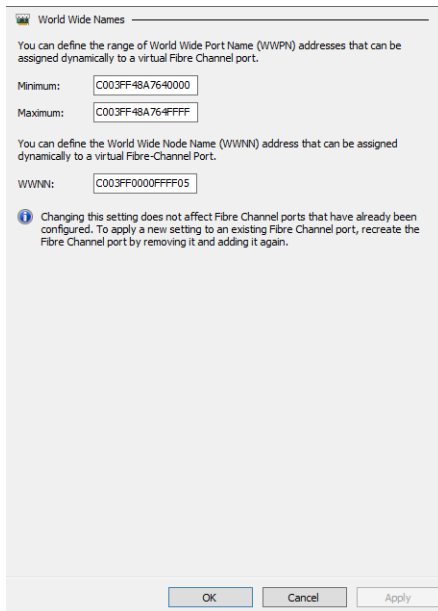 World Wide Names
You can define the range of World Wide Port Name (WWPN) addresses that can be
assigned dynamically to a virtual Fibre Channel port.
Minimum: C003FF48A7640000
Maximum: C003FF48A764FFFF
You can define the World Wide Node Name (WWNN) address that can be assigned
dynamically to a virtual Fibre-Channel Port.
WWNN: C003FF0000FFFF05
Changing this setting does not affect Fibre Channel ports that have already been
configured. To apply a new setting to an existing Fibre Channel port, recreate the
Fibre Channel port by removing it and adding it again.
OK Cancel Apply